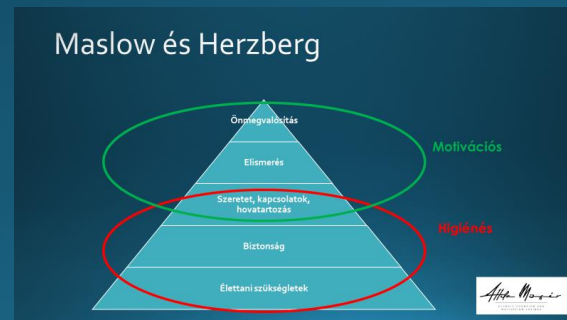 Maslow és Herzberg
Önmegvalósítás
Elismerés
Motivációs
Szeretet, kapcsolatok,
hovatartozás
Higiénés
Biztonság
Élettani szükségletek